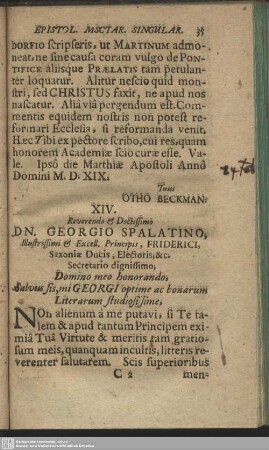 EPISTOL. MSCTAR. SINGULAR. 35
DORFIO scripseris, ut MARTINUM admo-
neat, ne sine causa coram vulgo de PON-
TIFICE aliisque PRÆLATIS tam petulan-
ter loquatur. Alitur nescio quid mon-
stri, sed CHRISTUS faxit, ne apud nos
nascatur. Aliâ viâ pergendum est. Com-
mentis equidem nostris non potest re-
formari Ecclesia, si reformanda venit.
Hæc Tibi ex pectore scribo, cui res, quam
honorem Academiæ scio curæ esse. Va-
le. Ipsô die Matthiæ Apostoli Annô
Domini M. D. XIX.
Tuus
OTHO BECKMAN.
XIV.
Reverendo & Doctissimo
DN. GEORGIO SPALATINO,
Illustrissimi & Excell. Principis, FRIDERICI,
Saxoniæ Ducis, Electoris, &c.
Secretario dignissimo,
Domino meo honorando,
Salvus sis, mi GEORGI optime ac bonarum
Literarum studiosissime,
NOn alienum à me putavi, si Te ta-
lem & apud tantum Principem exi-
miâ Tuâ Virtute & meritis tam gratio-
sum meis, quanquam incultis, litteris re-
verenter salutarem. Scis superioribus
C 2 men-